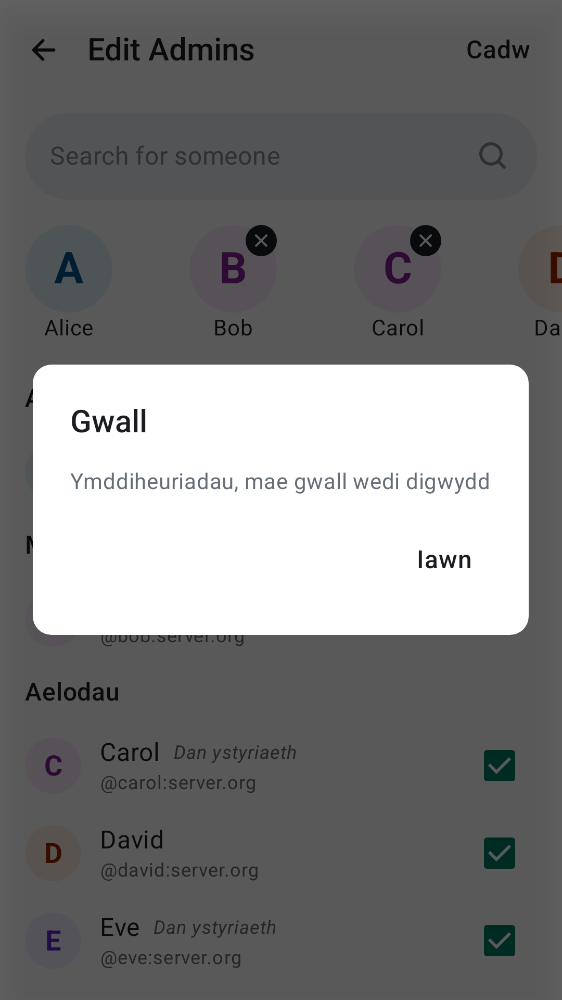 Edit Admins
Cadw
Search for someone
A
B
C
D
Alice
Bob
Carol
Da
Gwall
Ymddiheuriadau, mae gwall wedi digwydd
Iawn
@bob:server.org
Aelodau
C
Carol Dan ystyriaeth
@carol:server.org
D
David
@david:server.org
E
Eve Dan ystyriaeth
@eve:server.org